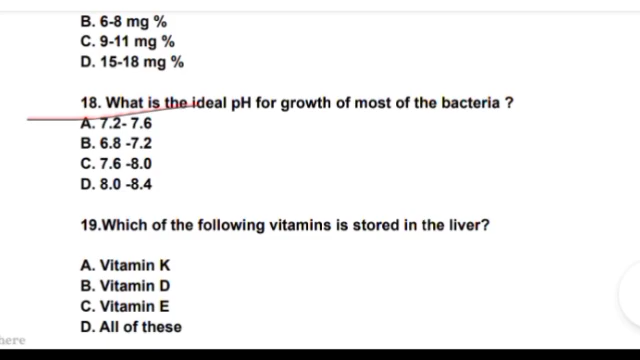 B. 6-8 mg %
C. 9-11 mg %
D. 15-18 mg %
18. What is the ideal pH for growth of most of the bacteria ?
A. 7.2- 7.6
B. 6.8 -7.2
C. 7.6 -8.0
D. 8.0 -8.4
19.Which of the following vitamins is stored in the liver?
A. Vitamin K
B. Vitamin D
C. Vitamin E
D. All of these
here